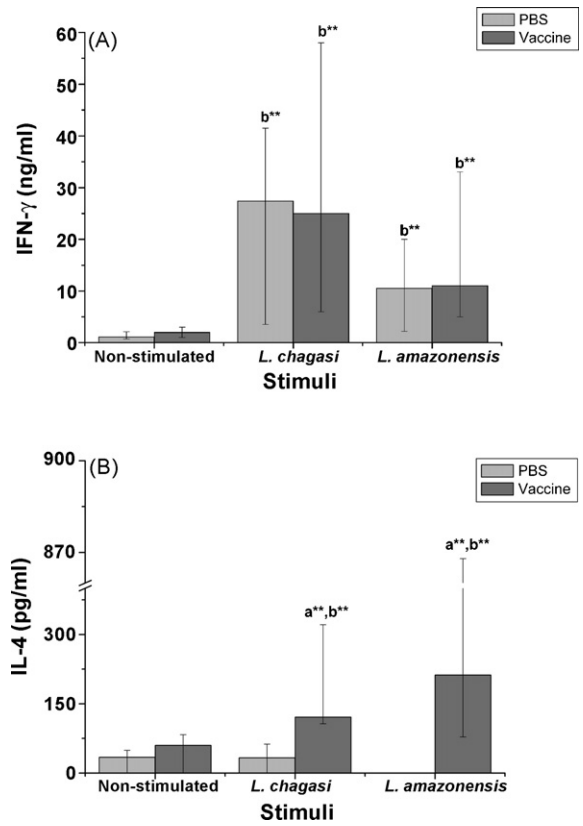 (A)
PBS
Vaccine
60
50
40
30
20
10
0
IFN-γ (ng/ml)
b**
b**
b**
b**
Non-stimulated
L. chagasi
L. amazonensis
Stimuli
(B)
PBS
Vaccine
900
870
300
150
0
IL-4 (pg/ml)
a**,b**
a**,b**
Non-stimulated
L. chagasi
L. amazonensis
Stimuli